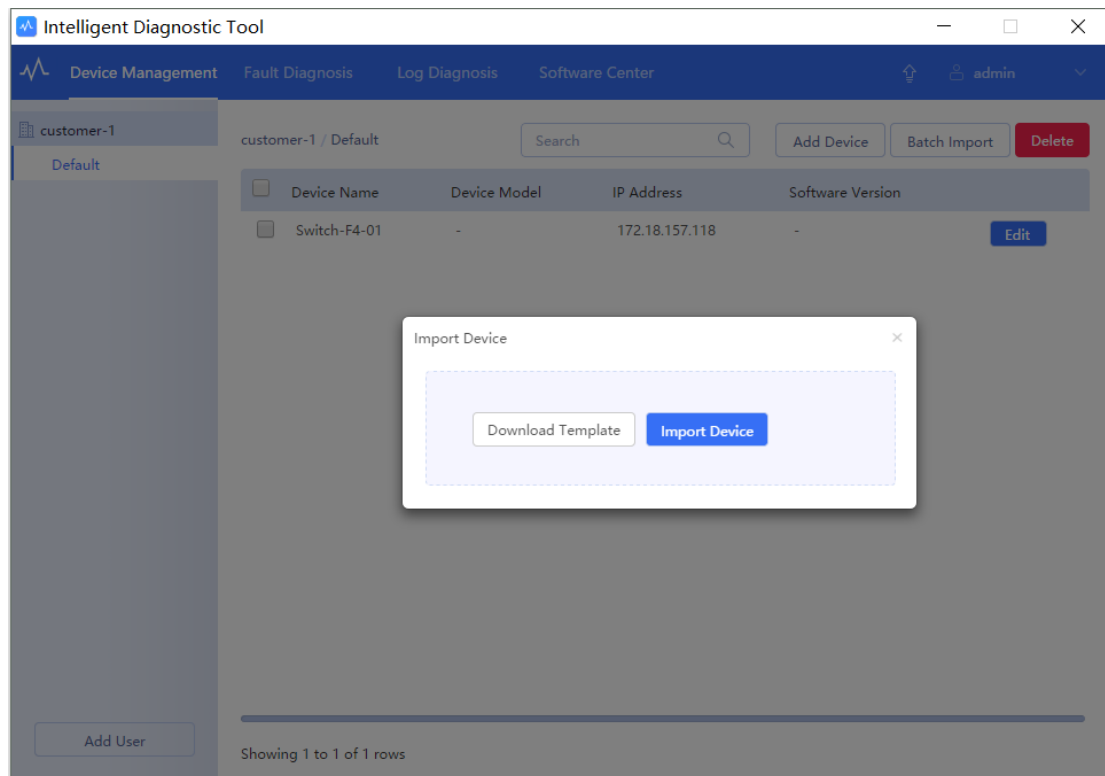 Intelligent Diagnostic Tool
Device Management Fault Diagnosis Log Diagnosis Software Center admin
customer-1
Default
customer-1 / Default Search Add Device Batch Import Delete
Device Name Device Model IP Address Software Version
Switch-F4-01 - 172.18.157.118 - Edit
Import Device
Download Template Import Device
Add User
Showing 1 to 1 of 1 rows